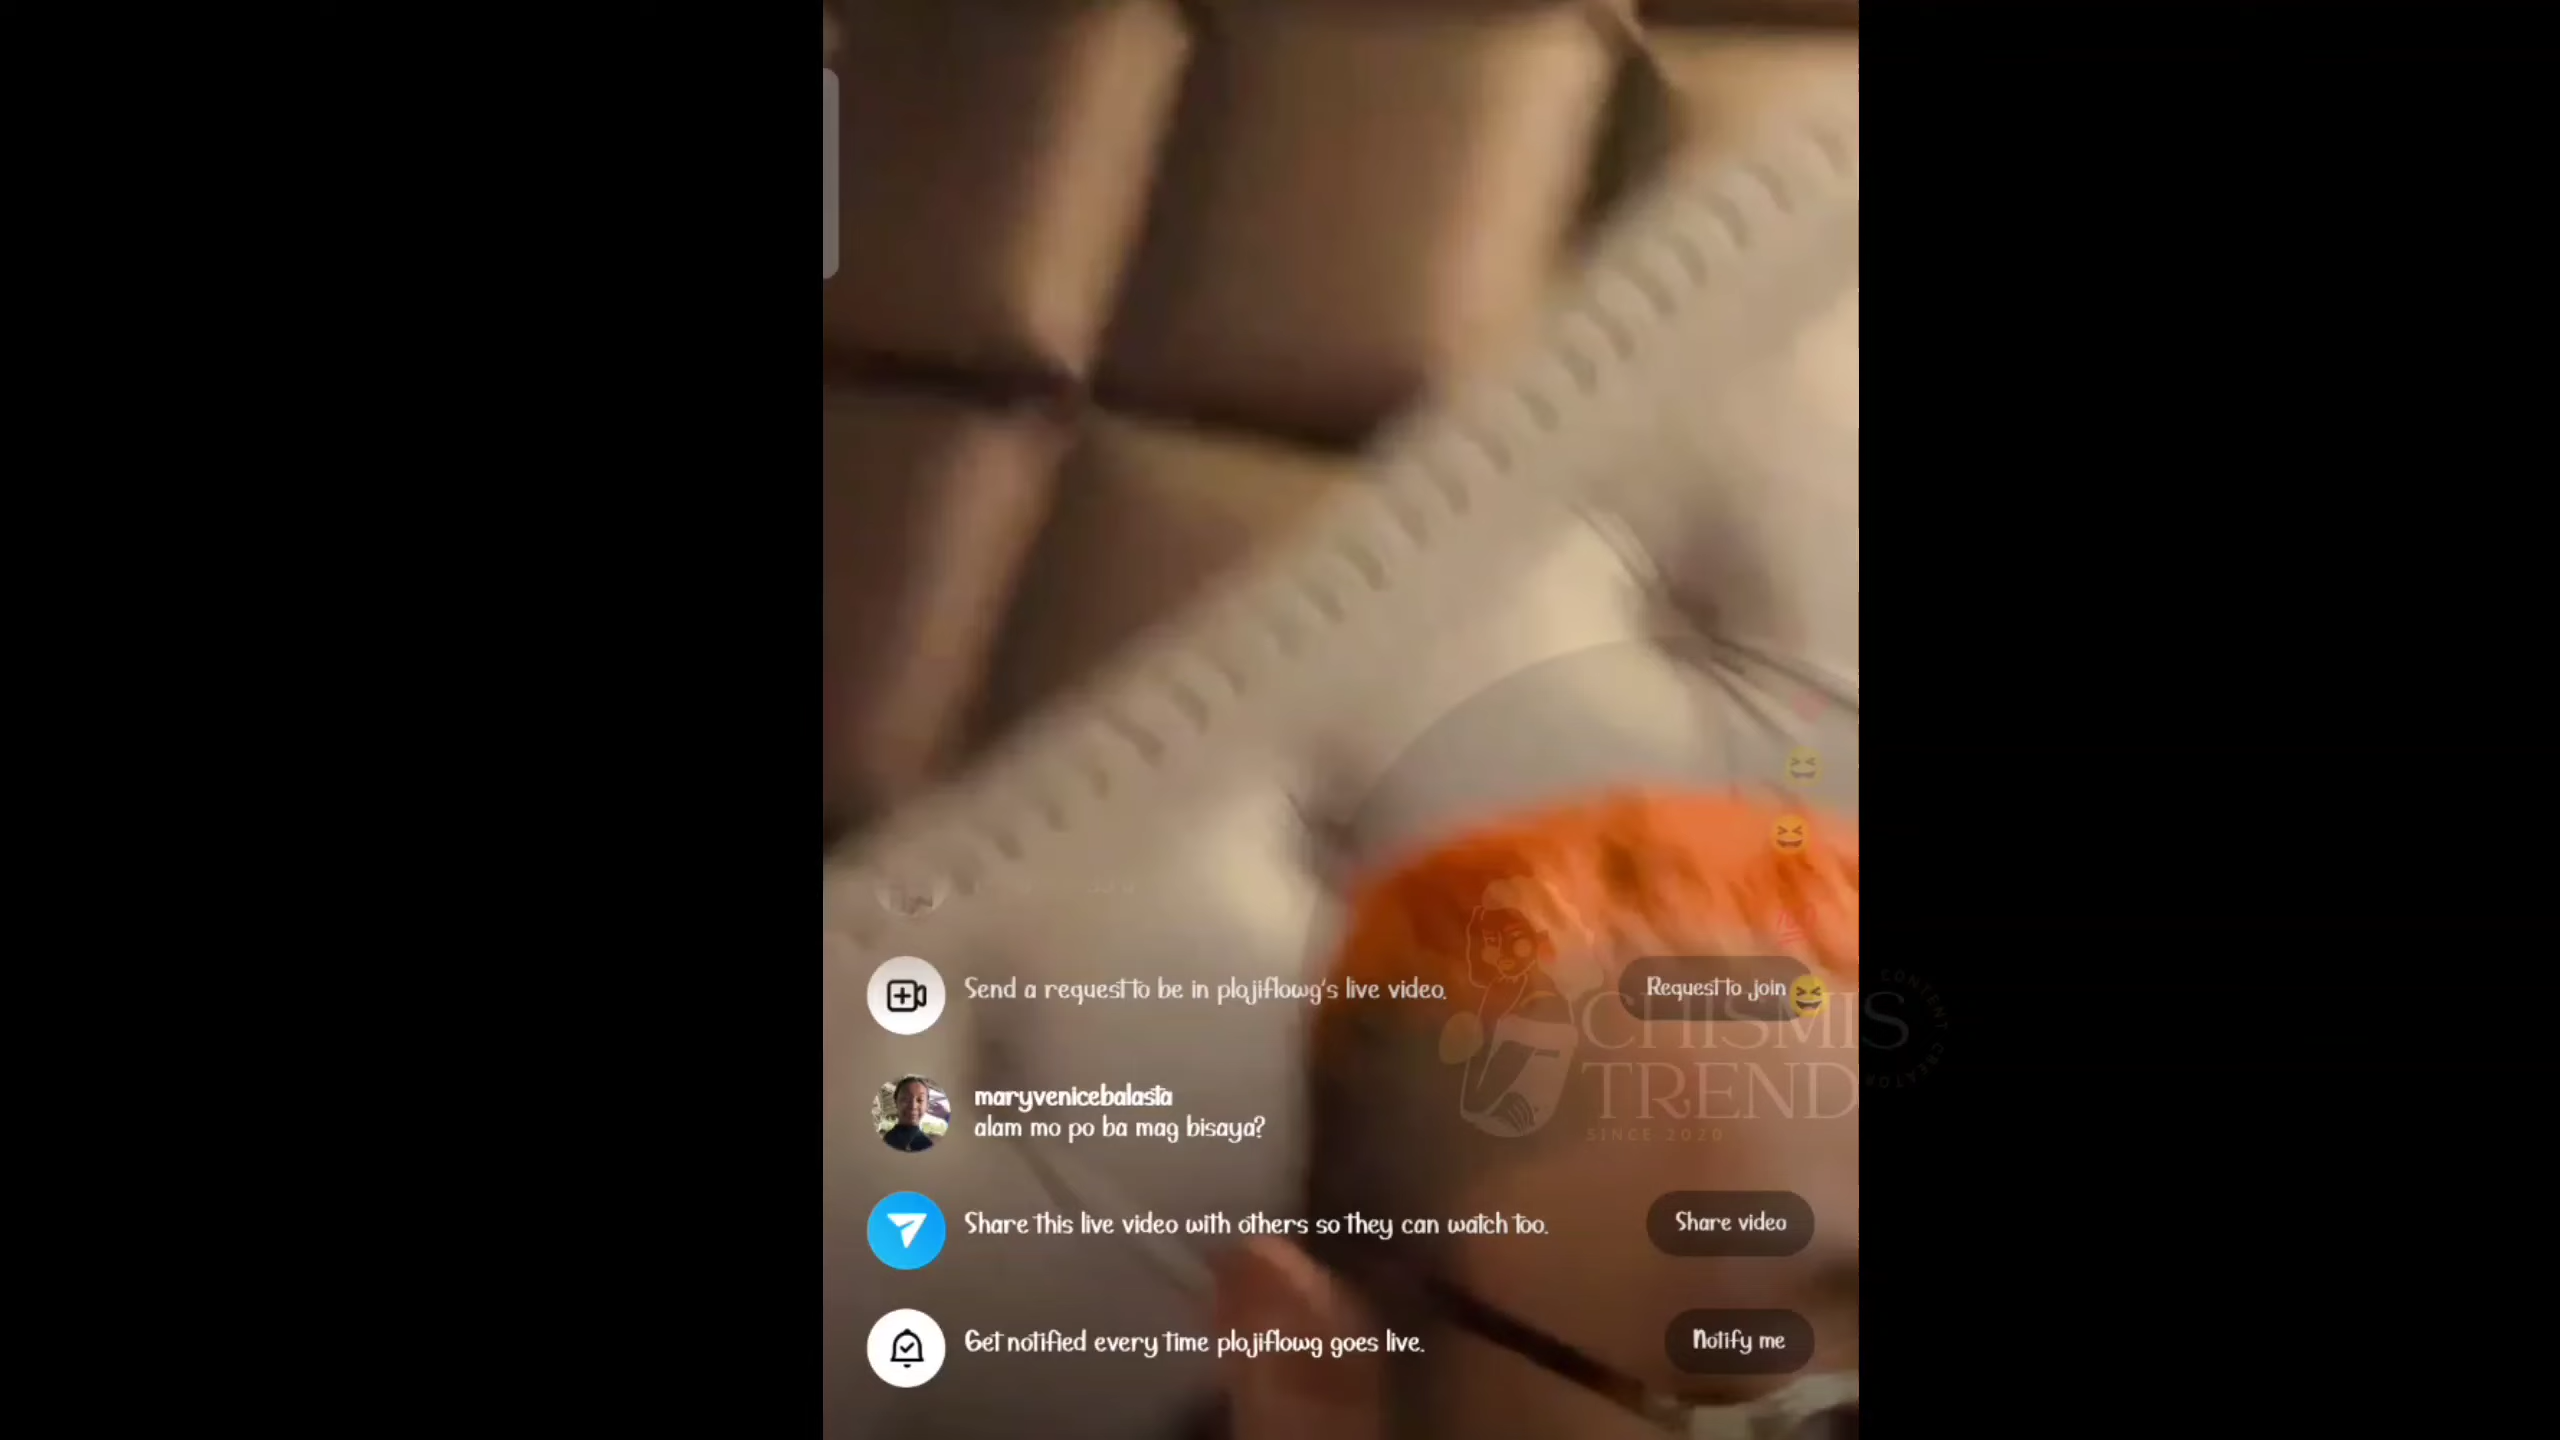 Send a request to be in plojiflowg's live video.
Request to join
CHISMIS
TREND
SINCE 2020
CONTENT CREATOR
maryvenicebalasta
alam mo po ba mag bisaya?
Share this live video with others so they can watch too.
Share video
Get notified every time plojiflowg goes live.
Notify me